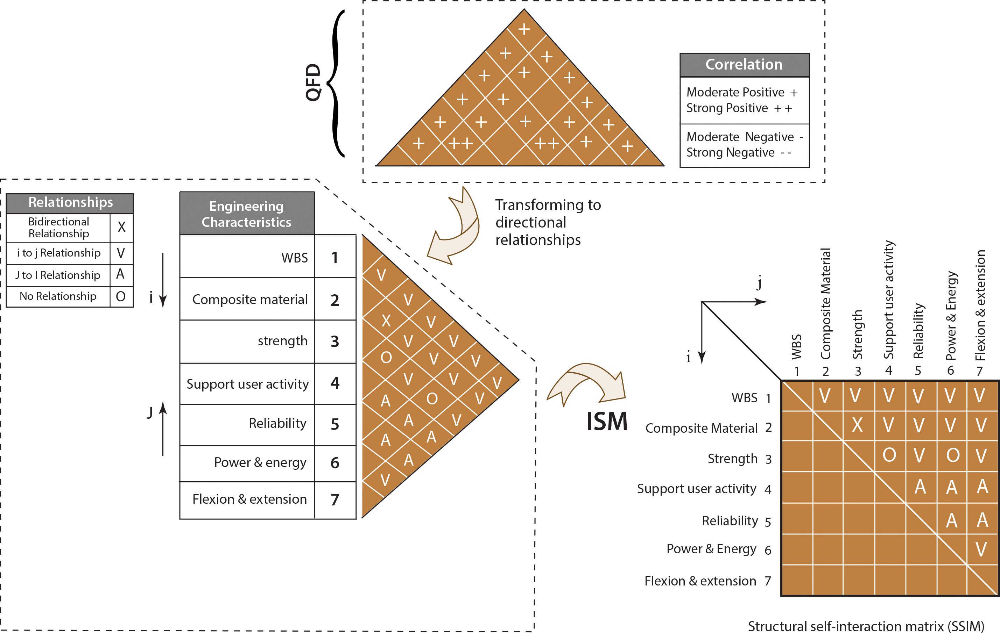 QFD
+
+ +
+ + +
+ + +
+ + + + +
+ ++ ++ + +
Correlation
Moderate Positive +
Strong Positive + +
Moderate Negative -
Strong Negative - -
Transforming to
directional
relationships
Relationships
Bidirectional
Relationship X
i to j Relationship V
J to I Relationship A
No Relationship O
i
J
Engineering
Characteristics
WBS 1
Composite material 2
strength 3
Support user activity 4
Reliability 5
Power & energy 6
Flexion & extension 7
V
V
X V
V V
O V V
V V V
A O V
A V
A A
A
V
ISM
j
i
WBS
Composite Material
Strength
Support user activity
Reliability
Power & Energy
Flexion & extension
1 2 3 4 5 6 7
WBS 1 V V V V V V
Composite Material 2 X V V V V
Strength 3 O V O V
Support user activity 4 A A A
Reliability 5 A A
Power & Energy 6 V
Flexion & extension 7
Structural self-interaction matrix (SSIM)